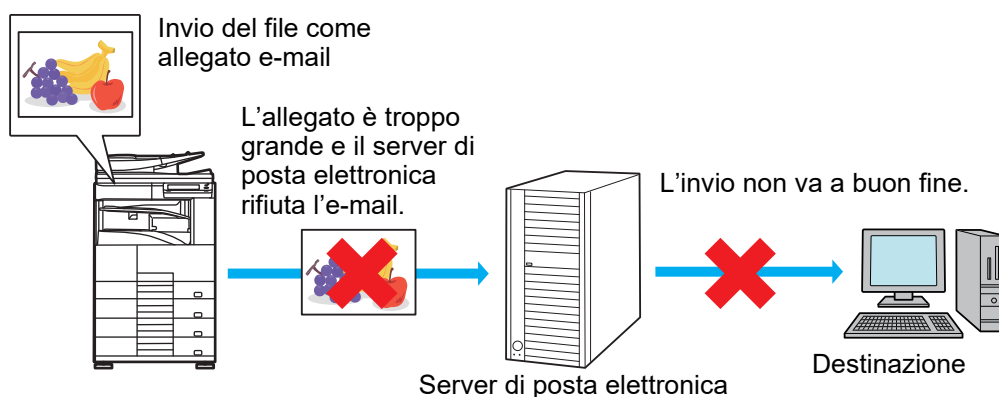 Invio del file come
allegato e-mail
L'allegato è troppo
grande e il server di
posta elettronica
rifiuta l'e-mail.
L'invio non va a buon fine.
Destinazione
Server di posta elettronica